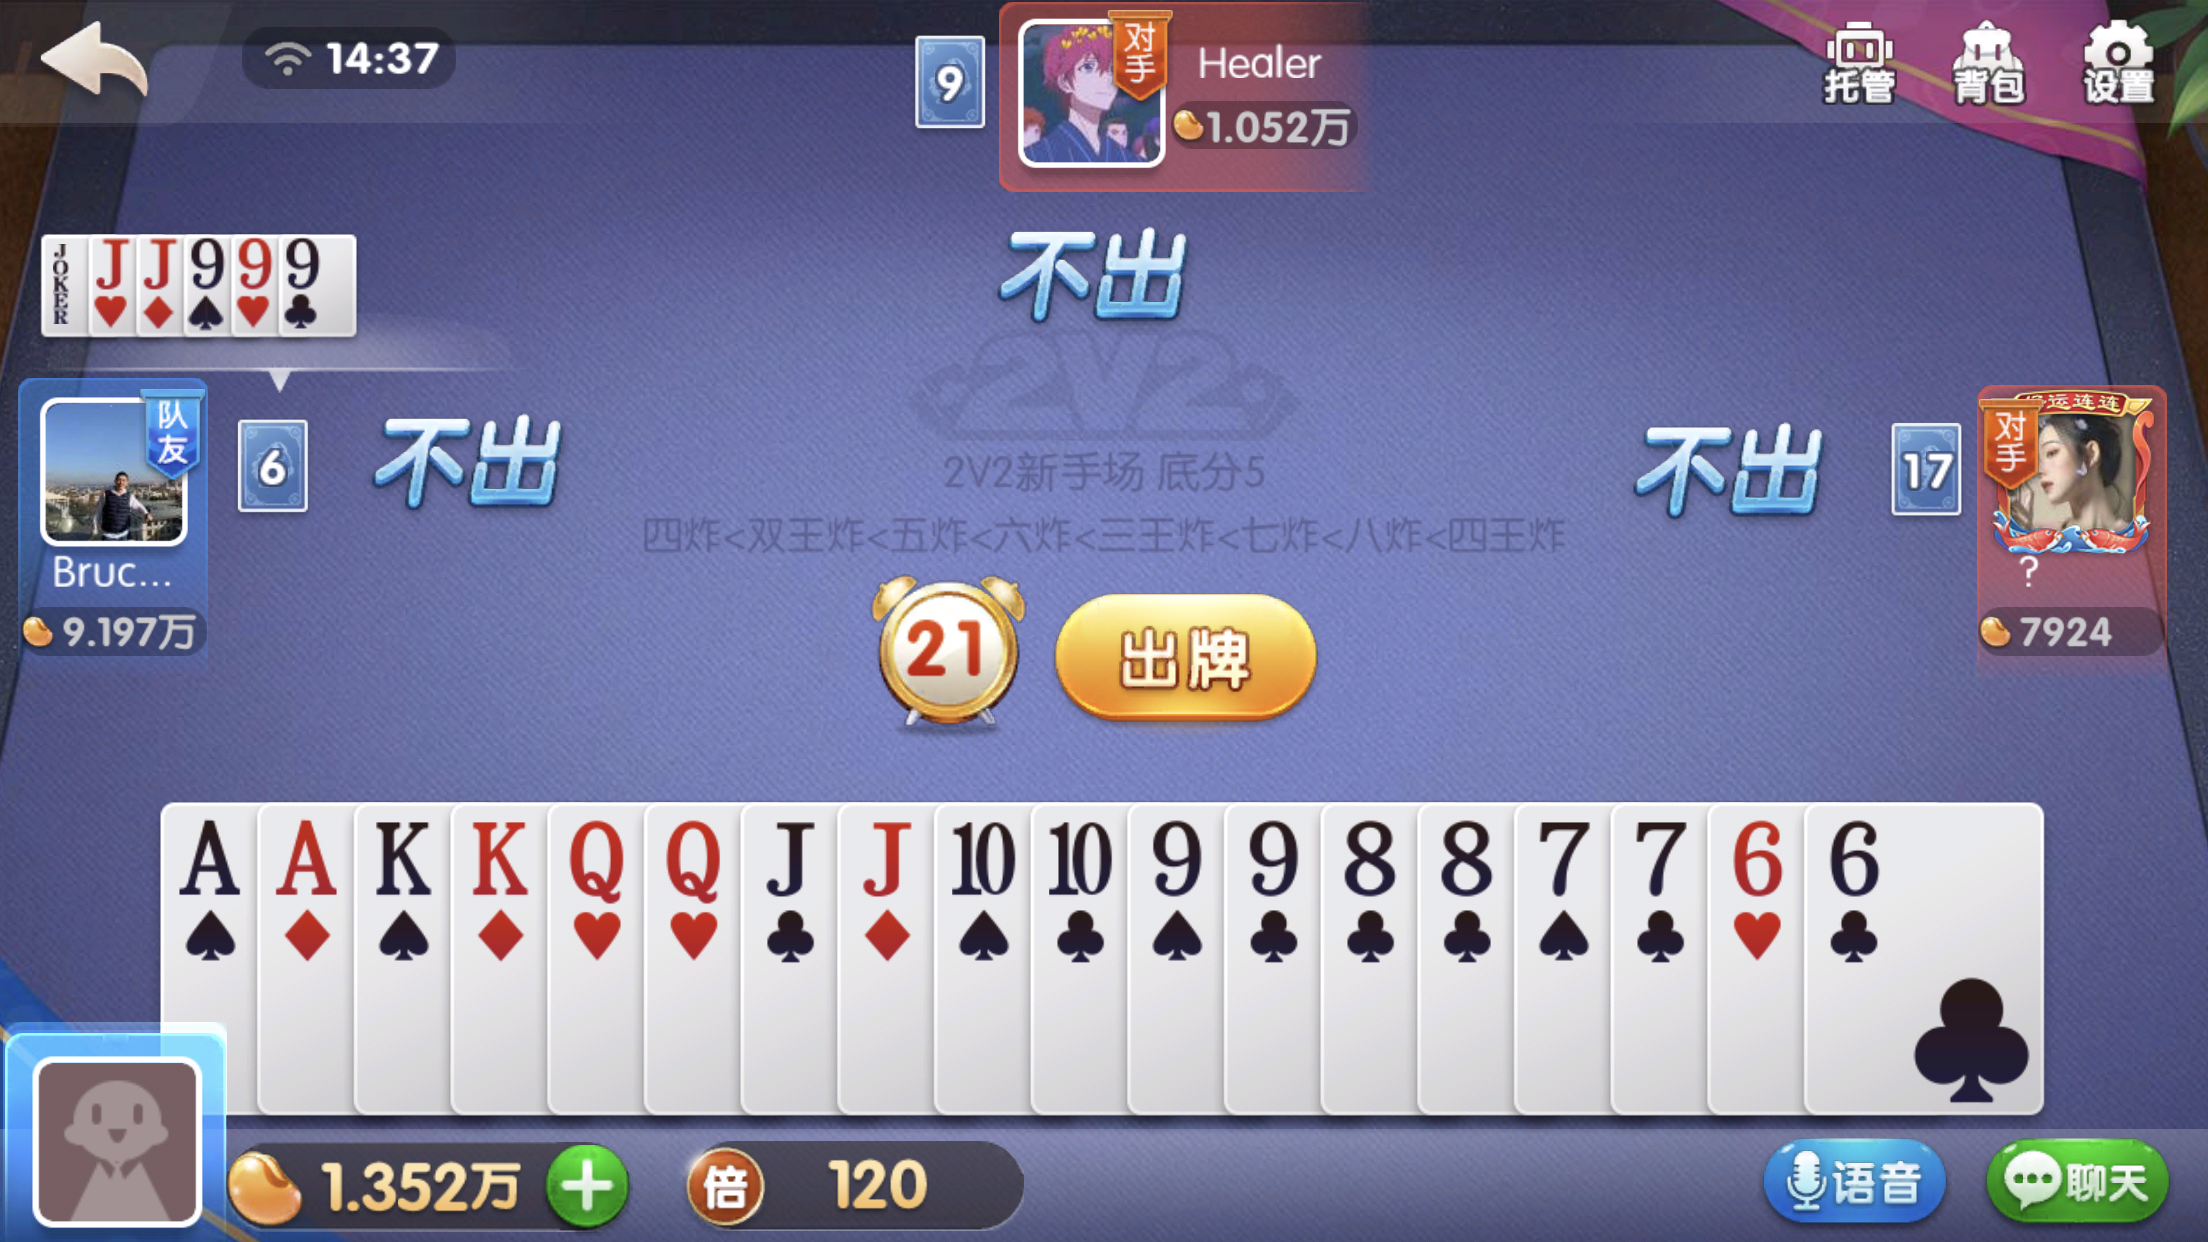 14:37
9
对手
Healer
1.052万
托管
背包
设置
JOKER J J 9 9 9
不出
2V2
2V2新手场 底分5
四炸<双王炸<五炸<六炸<三王炸<七炸<八炸<四王炸
队友
6
不出
Bruc...
9.197万
不出
17
对手
运连连
?
7924
21
出牌
A A K K Q Q J J 10 10 9 9 8 8 7 7 6 6
1.352万
倍
120
语音
聊天